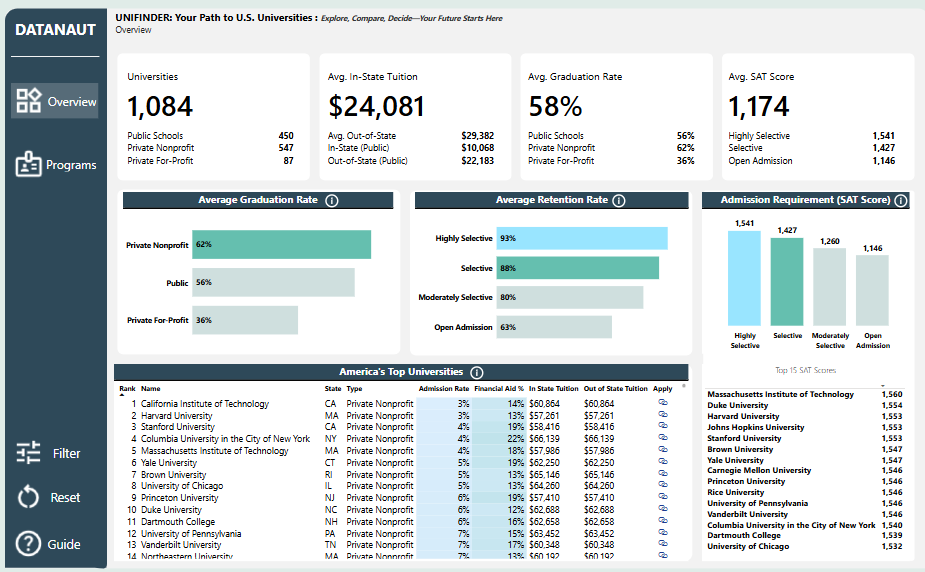 DATANAUT
Overview
Programs
Filter
Reset
Guide
UNIFINDER: Your Path to U.S. Universities : Explore, Compare, Decide—Your Future Starts Here
Overview
Universities
1,084
Public Schools 450
Private Nonprofit 547
Private For-Profit 87
Avg. In-State Tuition
$24,081
Avg. Out-of-State $29,382
In-State (Public) $10,068
Out-of-State (Public) $22,183
Avg. Graduation Rate
58%
Public Schools 56%
Private Nonprofit 62%
Private For-Profit 36%
Avg. SAT Score
1,174
Highly Selective 1,541
Selective 1,427
Open Admission 1,146
Average Graduation Rate
Private Nonprofit 62%
Public 56%
Private For-Profit 36%
Average Retention Rate
Highly Selective 93%
Selective 88%
Moderately Selective 80%
Open Admission 63%
Admission Requirement (SAT Score)
1,541 1,427 1,260 1,146
Highly Selective Moderately Open
Selective Selective Admission
America's Top Universities
Rank Name State Type Admission Rate Financial Aid % In State Tuition Out of State Tuition Apply
1 California Institute of Technology CA Private Nonprofit 3% 14% $60,864 $60,864
2 Harvard University MA Private Nonprofit 3% 13% $57,261 $57,261
3 Stanford University CA Private Nonprofit 4% 19% $58,416 $58,416
4 Columbia University in the City of New York NY Private Nonprofit 4% 22% $66,139 $66,139
5 Massachusetts Institute of Technology MA Private Nonprofit 4% 18% $57,986 $57,986
6 Yale University CT Private Nonprofit 5% 19% $62,250 $62,250
7 Brown University RI Private Nonprofit 5% 13% $65,146 $65,146
8 University of Chicago IL Private Nonprofit 5% 13% $64,260 $64,260
9 Princeton University NJ Private Nonprofit 6% 19% $57,410 $57,410
10 Duke University NC Private Nonprofit 6% 12% $62,688 $62,688
11 Dartmouth College NH Private Nonprofit 6% 16% $62,658 $62,658
12 University of Pennsylvania PA Private Nonprofit 7% 15% $63,452 $63,452
13 Vanderbilt University TN Private Nonprofit 7% 17% $60,348 $60,348
14 Northeastern University MA Private Nonprofit 7% 13% $60,192 $60,192
Top 15 SAT Scores
Massachusetts Institute of Technology 1,560
Duke University 1,554
Harvard University 1,553
Johns Hopkins University 1,553
Stanford University 1,553
Brown University 1,547
Yale University 1,547
Carnegie Mellon University 1,546
Princeton University 1,546
Rice University 1,546
University of Pennsylvania 1,546
Vanderbilt University 1,546
Columbia University in the City of New York 1,540
Dartmouth College 1,539
University of Chicago 1,532